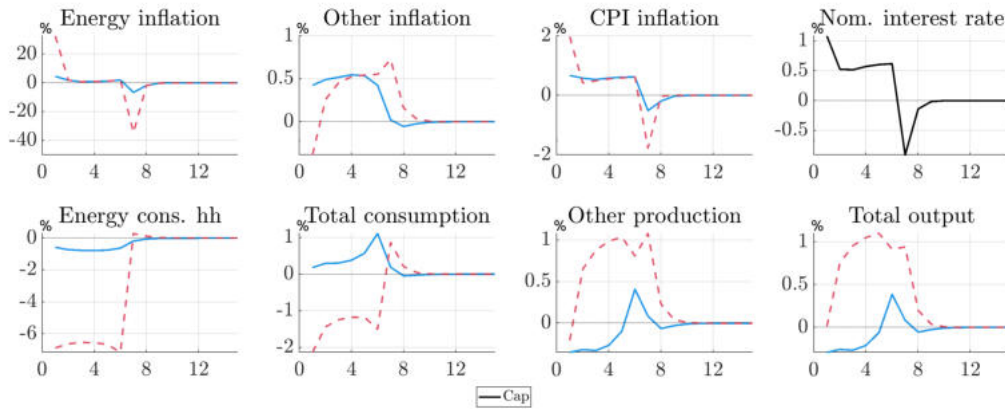 Energy inflation
Other inflation
CPI inflation
Nom. interest rate
%
%
%
%
20
0
-20
-40
1
0.5
0
2
0
-2
1
0.5
0
-0.5
0 4 8 12
0 4 8 12
0 4 8 12
0 4 8 12
Energy cons. hh
Total consumption
Other production
Total output
%
%
%
%
0
-2
-4
-6
1
0
-1
-2
1
0.5
0
1
0.5
0
0 4 8 12
0 4 8 12
0 4 8 12
0 4 8 12
Cap